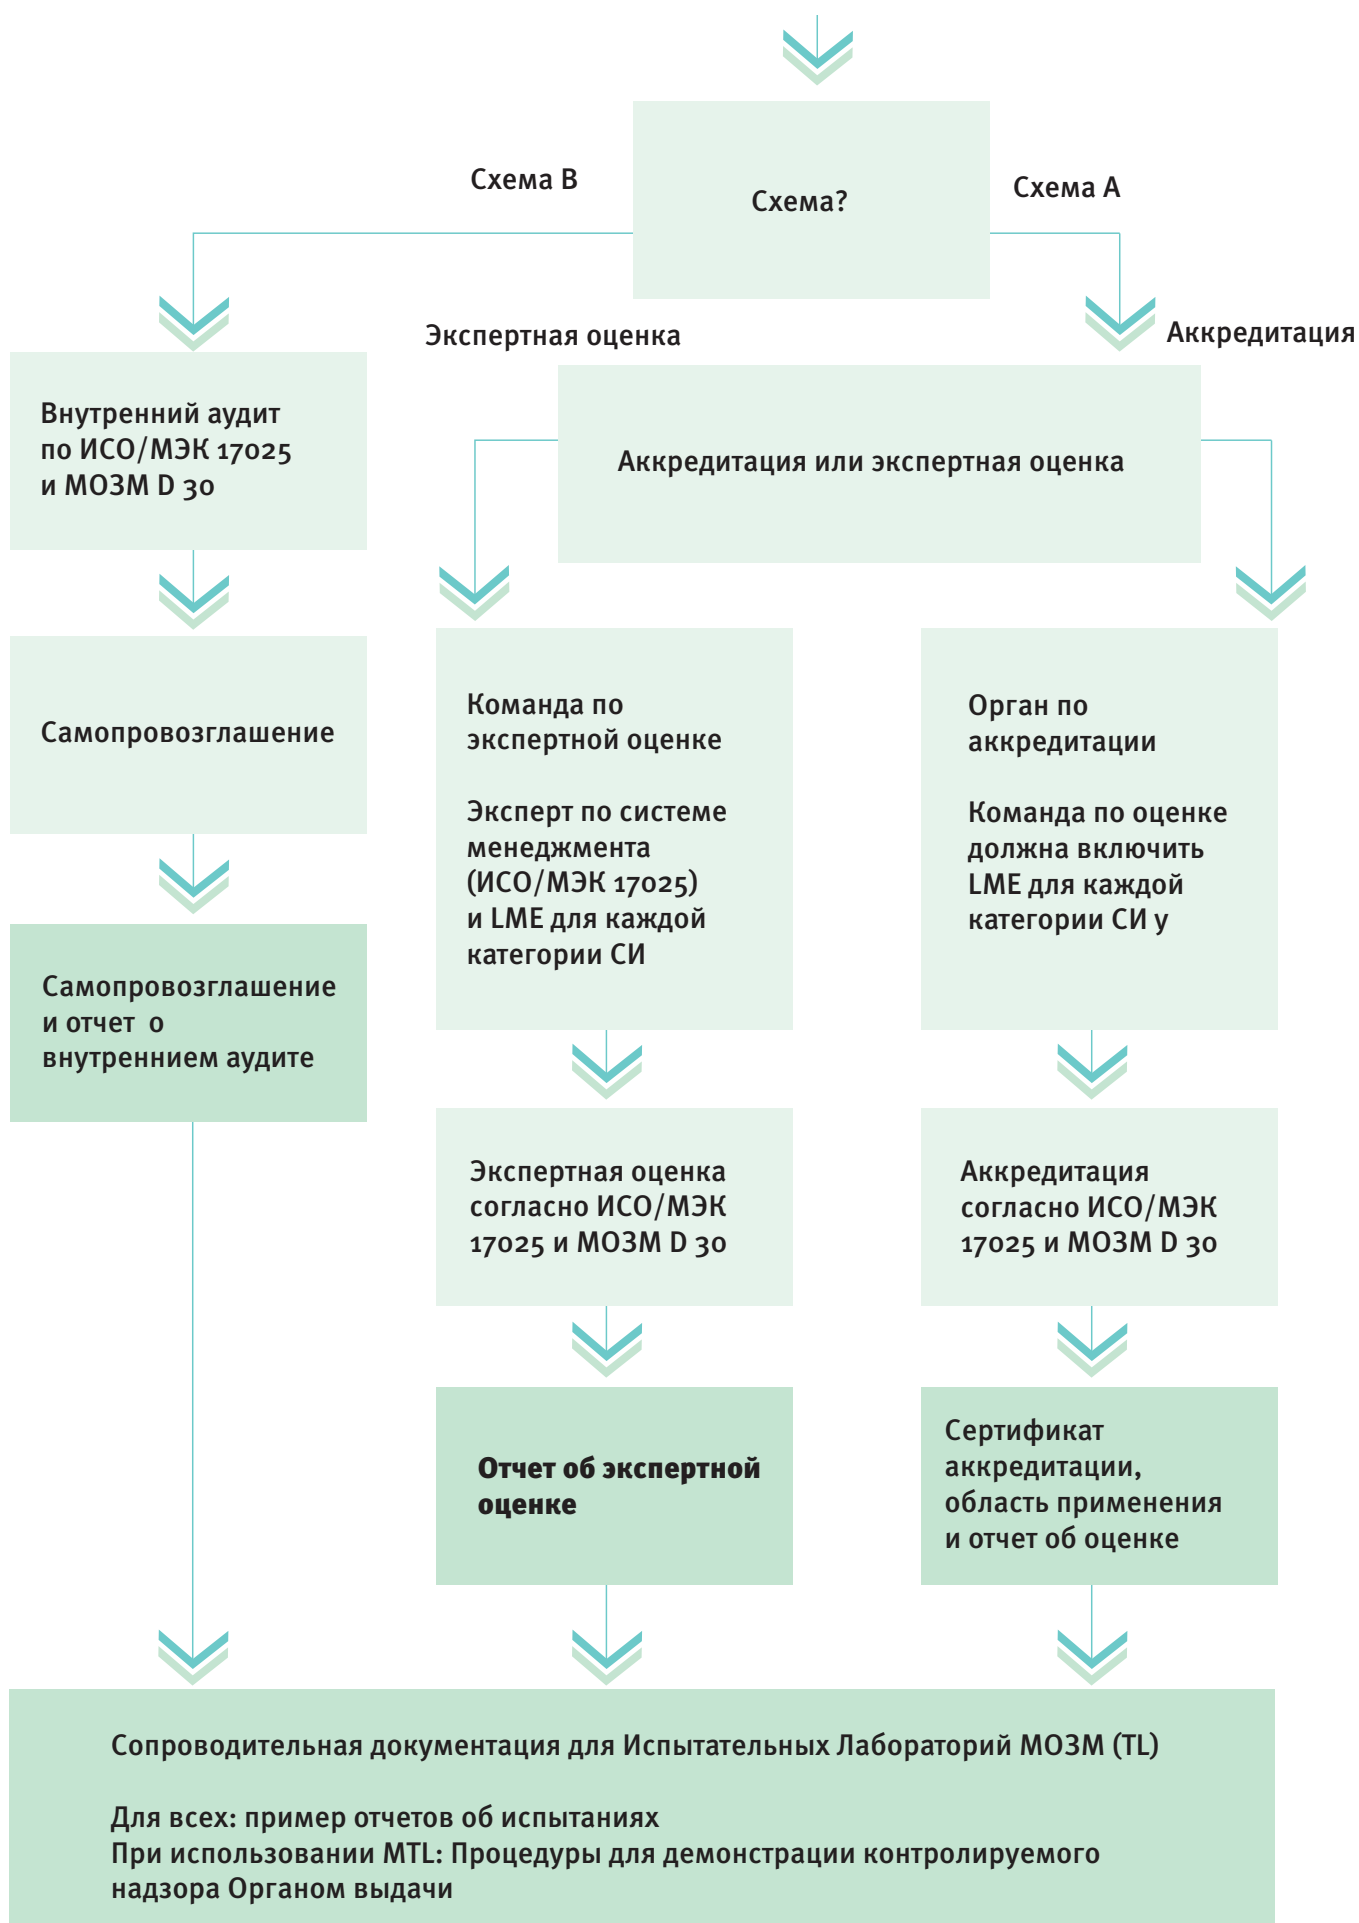 Схема В
Схема?
Схема А
Экспертная оценка
Аккредитация
Внутренний аудит
по ИСО/МЭК 17025
и МОЗМ D 30
Аккредитация или экспертная оценка
Самопровозглашение
Команда по
экспертной оценке
Эксперт по системе
менеджмента
(ИСО/МЭК 17025)
и LME для каждой
категории СИ
Орган по
аккредитации
Команда по оценке
должна включить
LME для каждой
категории СИ у
Самопровозглашение
и отчет о
внутреннием аудите
Экспертная оценка
согласно ИСО/МЭК
17025 и МОЗМ D 30
Аккредитация
согласно ИСО/МЭК
17025 и МОЗМ D 30
Отчет об экспертной
оценке
Сертификат
аккредитации,
область применения
и отчет об оценке
Сопроводительная документация для Испытательных Лабораторий МОЗМ (TL)
Для всех: пример отчетов об испытаниях
При использовании MTL: Процедуры для демонстрации контролируемого
надзора Органом выдачи